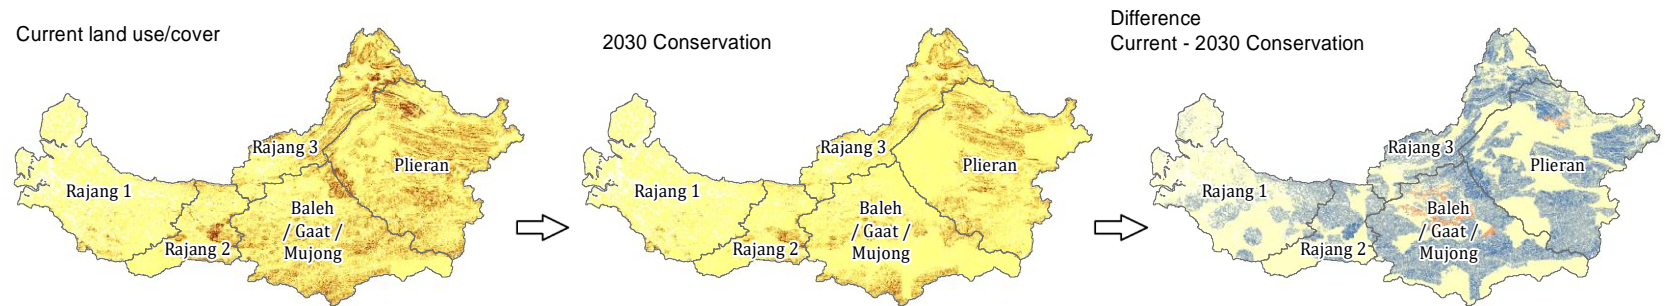 Current land use/cover
Rajang 1
Rajang 2
Rajang 3
Plieran
Baleh
/ Gaat /
Mujong
2030 Conservation
Rajang 1
Rajang 2
Rajang 3
Plieran
Baleh
/ Gaat /
Mujong
Difference
Current - 2030 Conservation
Rajang 1
Rajang 2
Rajang 3
Plieran
Baleh
/ Gaat /
Mujong